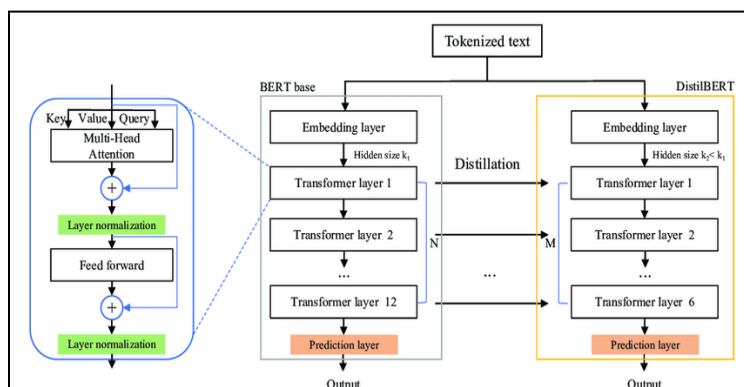 Tokenized text
BERT base
DistilBERT
Key Value Query
Multi-Head
Attention
+
Layer normalization
Feed forward
+
Layer normalization
Embedding layer
Hidden size k₁
Transformer layer 1
Transformer layer 2
...
Transformer layer 12
Prediction layer
Output
N
Distillation
...
M
Embedding layer
Hidden size k₂< k₁
Transformer layer 1
Transformer layer 2
...
Transformer layer 6
Prediction layer
Output